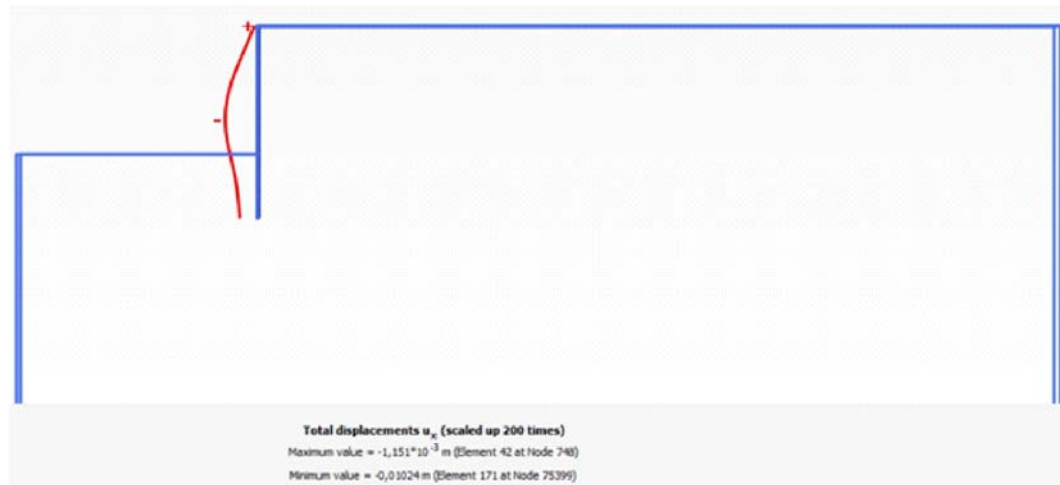 +
-
Total displacements uₓ (scaled up 200 times)
Maximum value = -1,151*10⁻³ m (Element 42 at Node 748)
Minimum value = -0,01024 m (Element 171 at Node 75399)